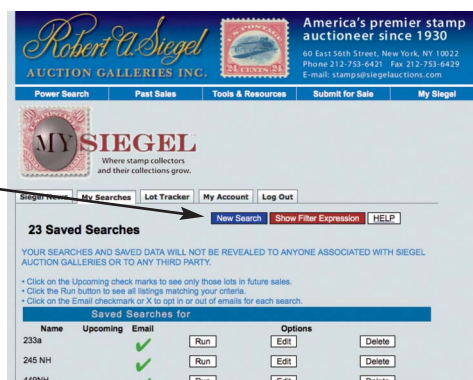 Robert A. Siegel
AUCTION GALLERIES INC.
24 CENTS 24
America's premier stamp
auctioneer since 1930
60 East 56th Street, New York, NY 10022
Phone 212-753-6421 Fax 212-753-6429
E-mail: stamps@siegelauctions.com
Power Search Past Sales Tools & Resources Submit for Sale My Siegel
MY SIEGEL
Where stamp collectors
and their collections grow.
Siegel News My Searches Lot Tracker My Account Log Out
New Search Show Filter Expression HELP
23 Saved Searches
YOUR SEARCHES AND SAVED DATA WILL NOT BE REVEALED TO ANYONE ASSOCIATED WITH SIEGEL
AUCTION GALLERIES OR TO ANY THIRD PARTY.
• Click on the Upcoming check marks to see only those lots in future sales.
• Click the Run button to see all listings matching your criteria.
• Click on the Email checkmark or X to opt in or out of emails for each search.
Saved Searches for
Name Upcoming Email Options
233a Run Edit Delete
245 NH Run Edit Delete
Run Edit Delete